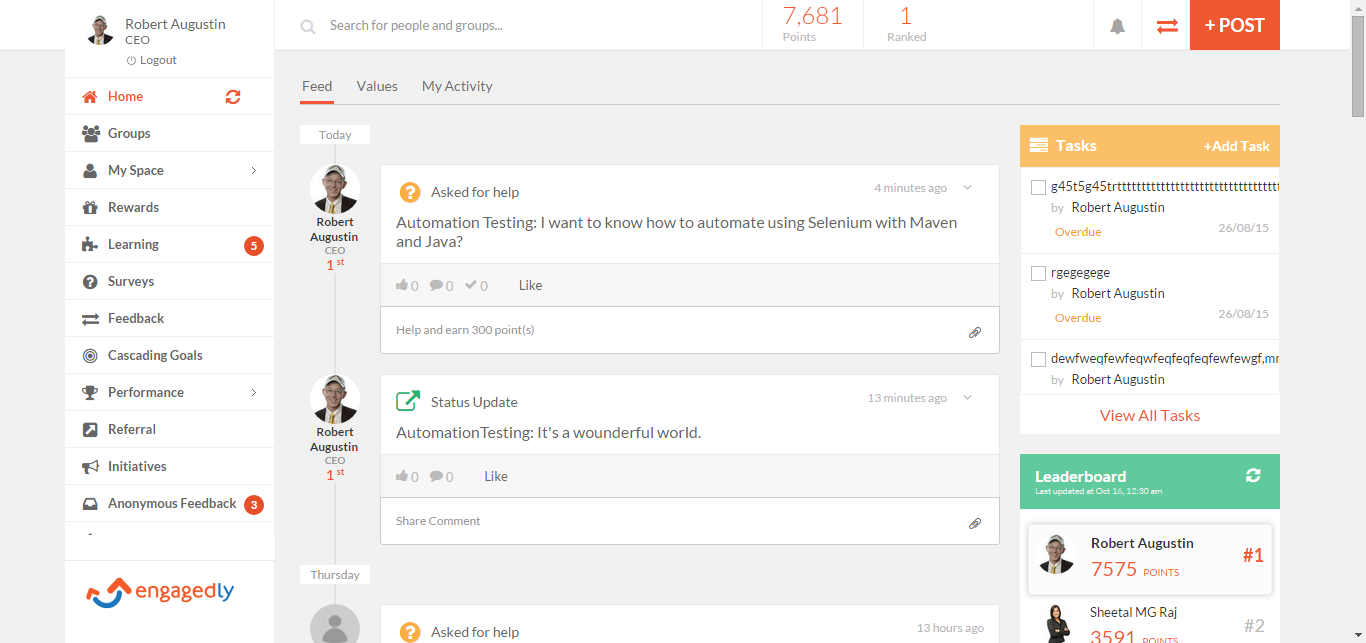 Robert Augustin
CEO
Logout
Search for people and groups...
7,681
Points
1
Ranked
+ POST
Home
Groups
My Space
Rewards
Learning
5
Surveys
Feedback
Cascading Goals
Performance
Referral
Initiatives
Anonymous Feedback
3
engagedly
Feed
Values
My Activity
Today
Robert
Augustin
CEO
1 st
Asked for help
4 minutes ago
Automation Testing: I want to know how to automate using Selenium with Maven
and Java?
0
0
0
Like
Help and earn 300 point(s)
Robert
Augustin
CEO
1 st
Status Update
13 minutes ago
AutomationTesting: It's a wounderful world.
0
0
Like
Share Comment
Thursday
Asked for help
13 hours ago
Tasks
+Add Task
by Robert Augustin
Overdue
26/08/15
rgegegege
by Robert Augustin
Overdue
26/08/15
by Robert Augustin
View All Tasks
Leaderboard
Last updated at Oct 16, 12:30 am
Robert Augustin
7575 POINTS
#1
Sheetal MG Raj
3591 POINTS
#2